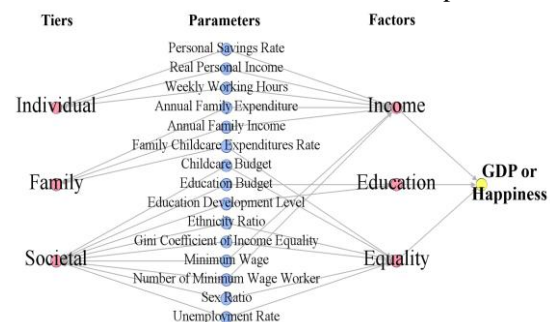 Tiers Parameters Factors
Personal Savings Rate
Real Personal Income
Weekly Working Hours
Individual Annual Family Expenditure Income
Annual Family Income
Family Childcare Expenditures Rate
Childcare Budget
Family Education Budget Education GDP or Happiness
Education Development Level
Ethnicity Ratio
Gini Coefficient of Income Equality
Societal Minimum Wage Equality
Number of Minimum Wage Worker
Sex Ratio
Unemployment Rate